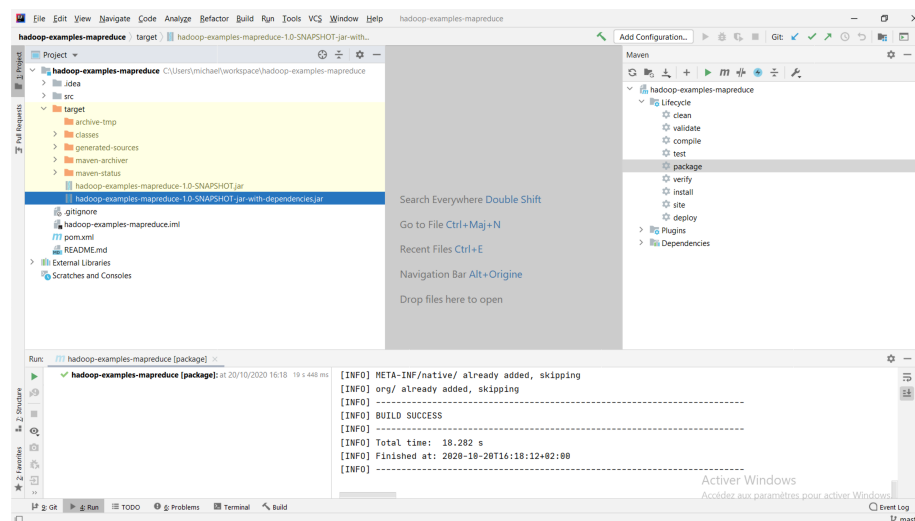 File Edit View Navigate Code Analyze Refactor Build Run Tools VCS Window Help hadoop-examples-mapreduce
hadoop-examples-mapreduce target hadoop-examples-mapreduce-1.0-SNAPSHOT-jar-with..
Add Configuration... Git:
1: Project
Pull Requests
Project
hadoop-examples-mapreduce C:\Users\michael\workspace\hadoop-examples-mapreduce
.idea
src
target
archive-tmp
classes
generated-sources
maven-archiver
maven-status
hadoop-examples-mapreduce-1.0-SNAPSHOT.jar
hadoop-examples-mapreduce-1.0-SNAPSHOT-jar-with-dependencies.jar
.gitignore
hadoop-examples-mapreduce.iml
pom.xml
README.md
External Libraries
Scratches and Consoles
Search Everywhere Double Shift
Go to File Ctrl+Maj+N
Recent Files Ctrl+E
Navigation Bar Alt+Origine
Drop files here to open
Maven
hadoop-examples-mapreduce
Lifecycle
clean
validate
compile
test
package
verify
install
site
deploy
Plugins
Dependencies
Run: hadoop-examples-mapreduce [package]
hadoop-examples-mapreduce [package]: at 20/10/2020 16:18 19 s 448 ms
[INFO] META-INF/native/ already added, skipping
[INFO] org/ already added, skipping
[INFO] ------------------------------------------------------------------------
[INFO] BUILD SUCCESS
[INFO] ------------------------------------------------------------------------
[INFO] Total time: 18.282 s
[INFO] Finished at: 2020-10-20T16:18:12+02:00
[INFO] ------------------------------------------------------------------------
Z: Structure
2: Favorites
Activer Windows
Accédez aux paramètres pour activer Windows.
9: Git 4: Run TODO 6: Problems Terminal Build Event Log